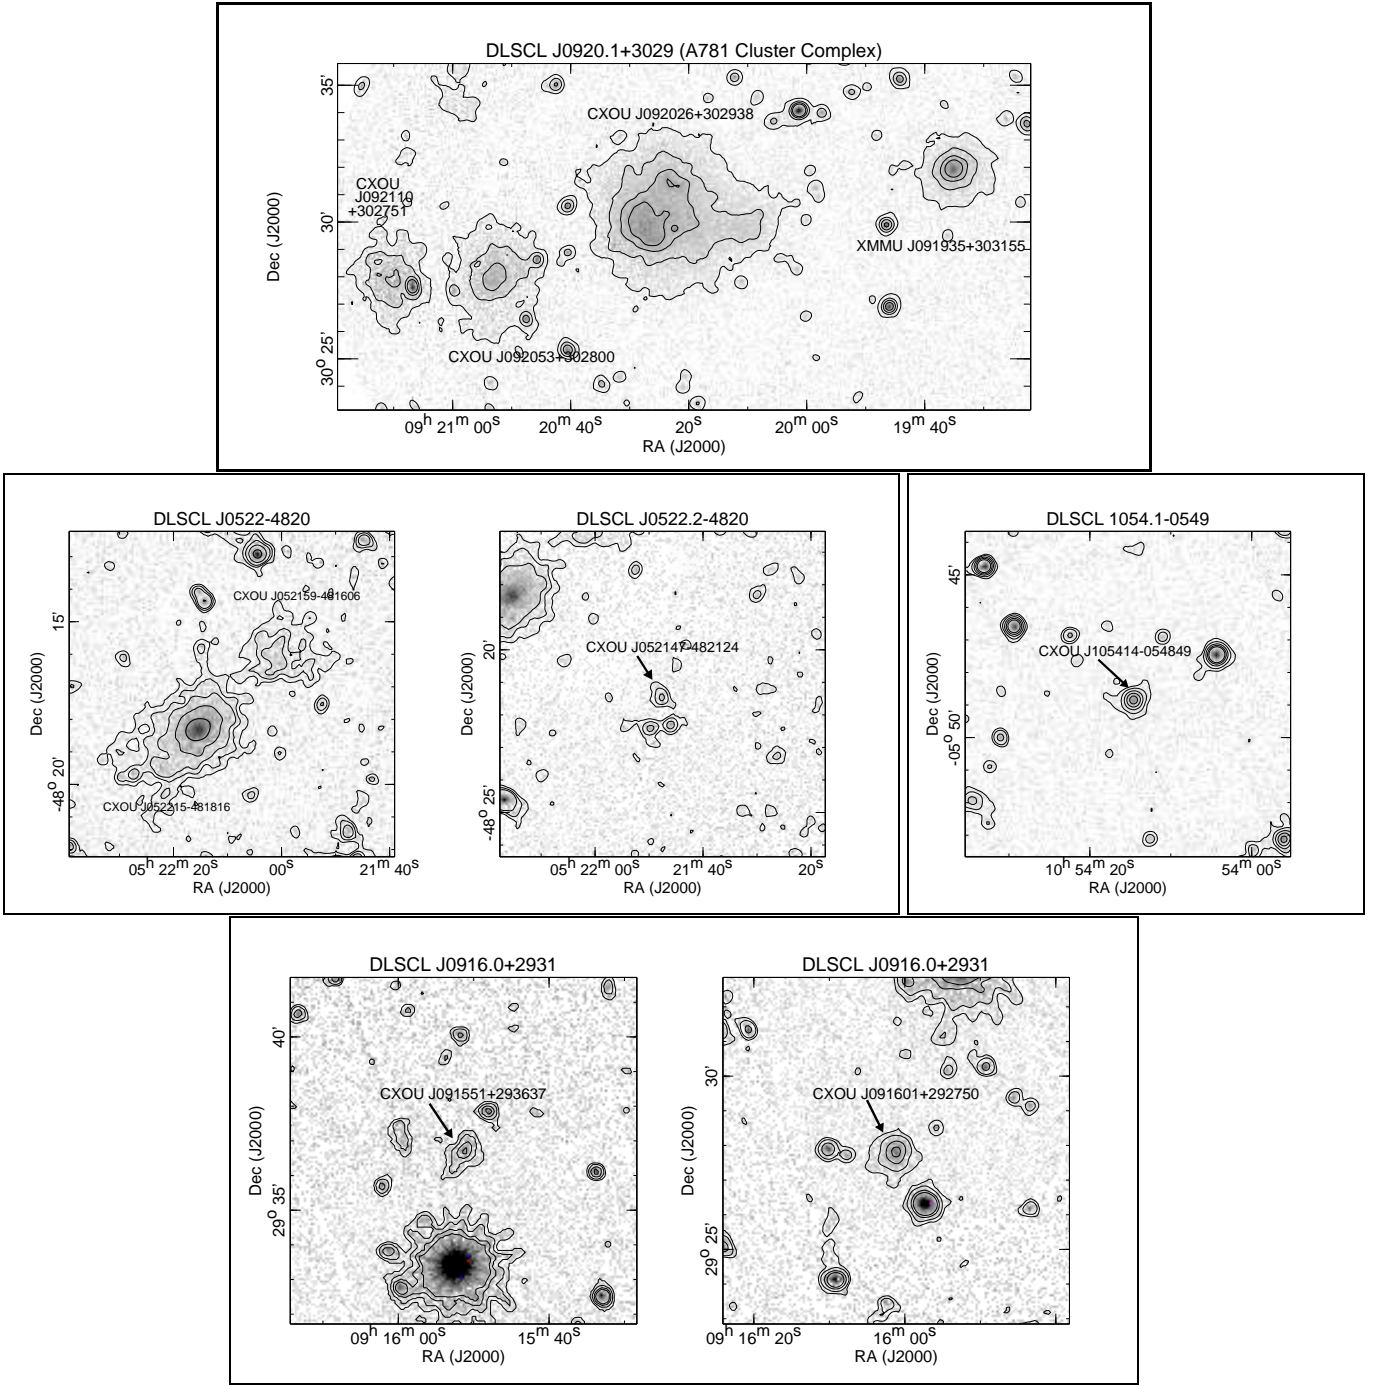 DLSCL J0920.1+3029 (A781 Cluster Complex)
35'
30'
30° 25'
Dec (J2000)
CXOU J092026+302938
CXOU
J092110
+302751
XMMU J091935+303155
CXOU J092053+302800
09h 21m 00s
20m 40s
20s
20m 00s
19m 40s
RA (J2000)
DLSCL J0522-4820
15'
-48° 20'
Dec (J2000)
CXOU J052159-481606
CXOU J052215-481816
05h 22m 20s
00s
21m 40s
RA (J2000)
DLSCL J0522.2-4820
20'
-48° 25'
Dec (J2000)
CXOU J052147-482124
05h 22m 00s
21m 40s
20s
RA (J2000)
DLSCL 1054.1-0549
45'
-05° 50'
Dec (J2000)
CXOU J105414-054849
10h 54m 20s
54m 00s
RA (J2000)
DLSCL J0916.0+2931
40'
29° 35'
Dec (J2000)
CXOU J091551+293637
09h 16m 00s
15m 40s
RA (J2000)
DLSCL J0916.0+2931
30'
29° 25'
Dec (J2000)
CXOU J091601+292750
09h 16m 20s
16m 00s
RA (J2000)